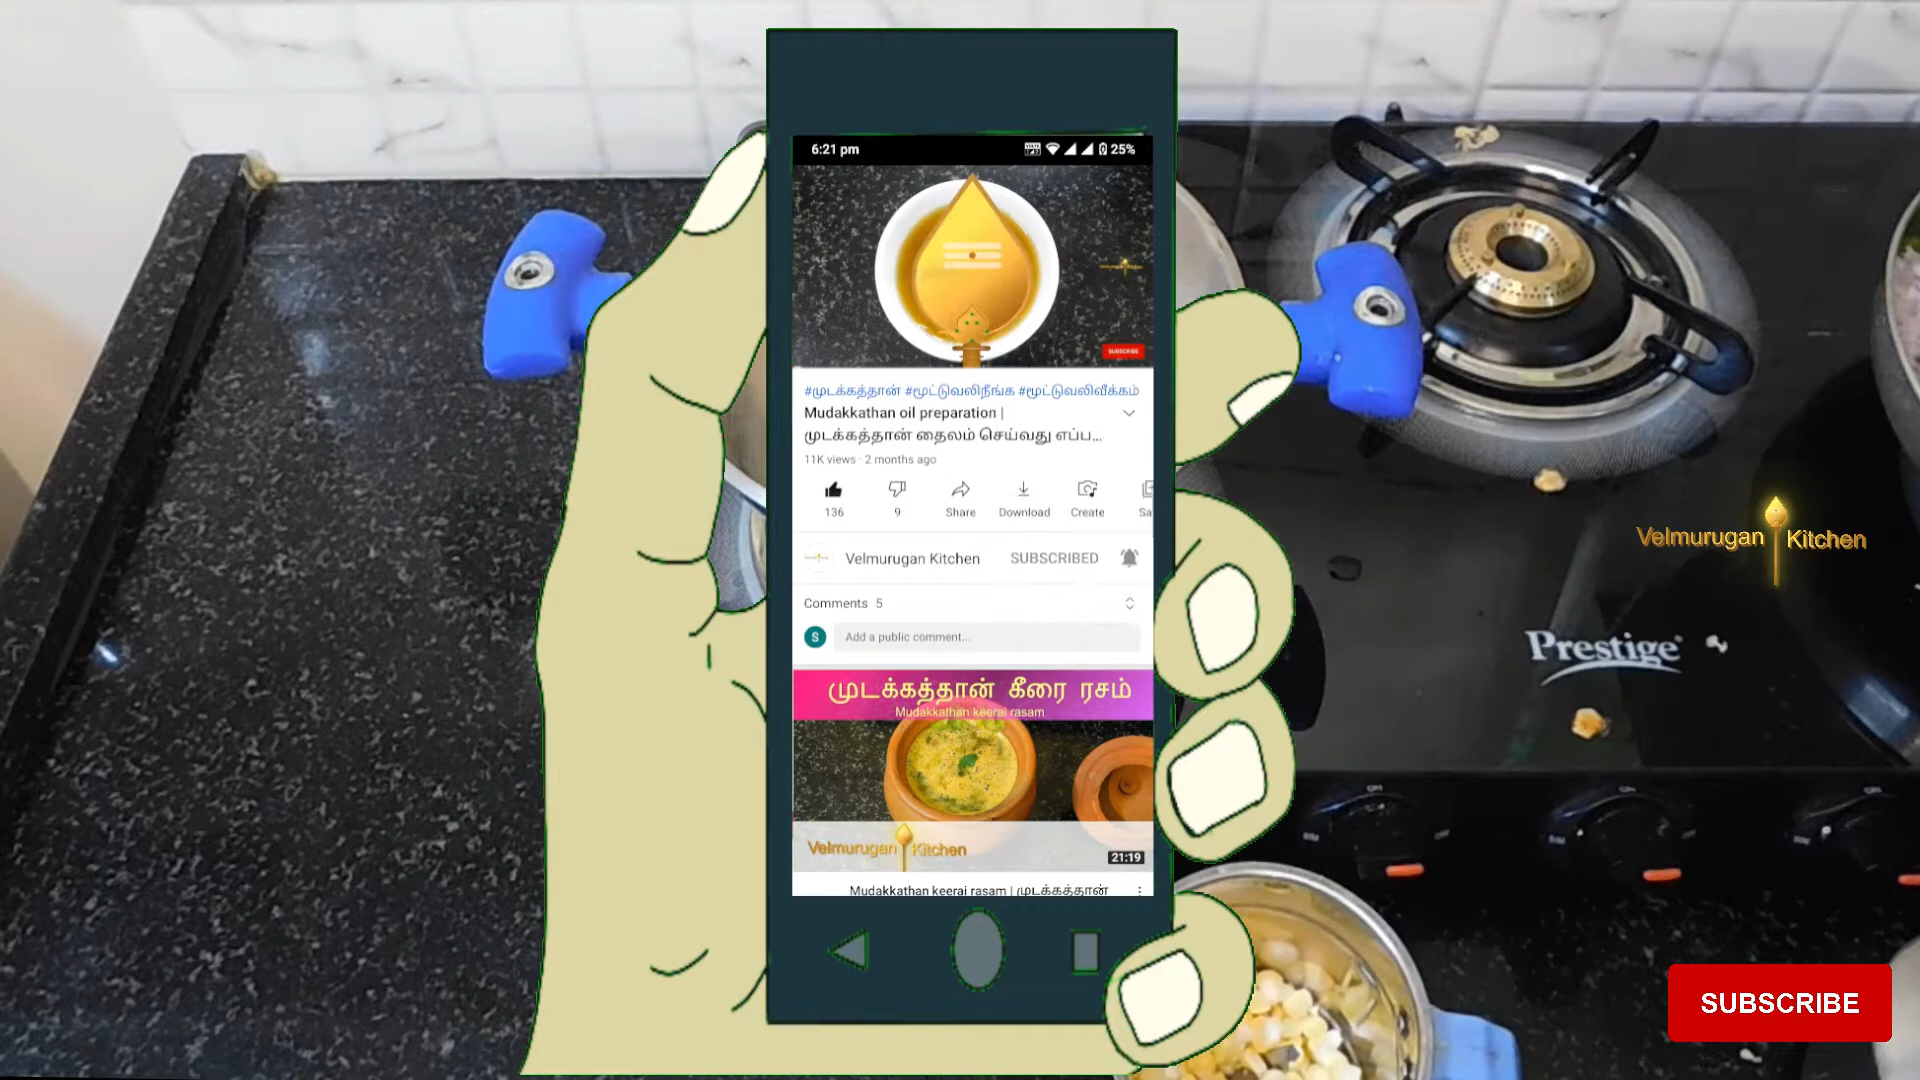 6:21 pm
25%
SUBSCRIBE
#முடக்கத்தான் #மூட்டுவலிநீங்க #மூட்டுவலிவீக்கம்
Mudakkathan oil preparation |
முடக்கத்தான் தைலம் செய்வது எப்ப...
11K views · 2 months ago
136 9 Share Download Create Sa
Velmurugan Kitchen SUBSCRIBED
Comments 5
S Add a public comment...
முடக்கத்தான் கீரை ரசம்
Mudakkathan keerai rasam
Velmurugan Kitchen
21:19
Mudakkathan keerai rasam | முடக்கத்தான்
Velmurugan Kitchen
Prestige
SUBSCRIBE